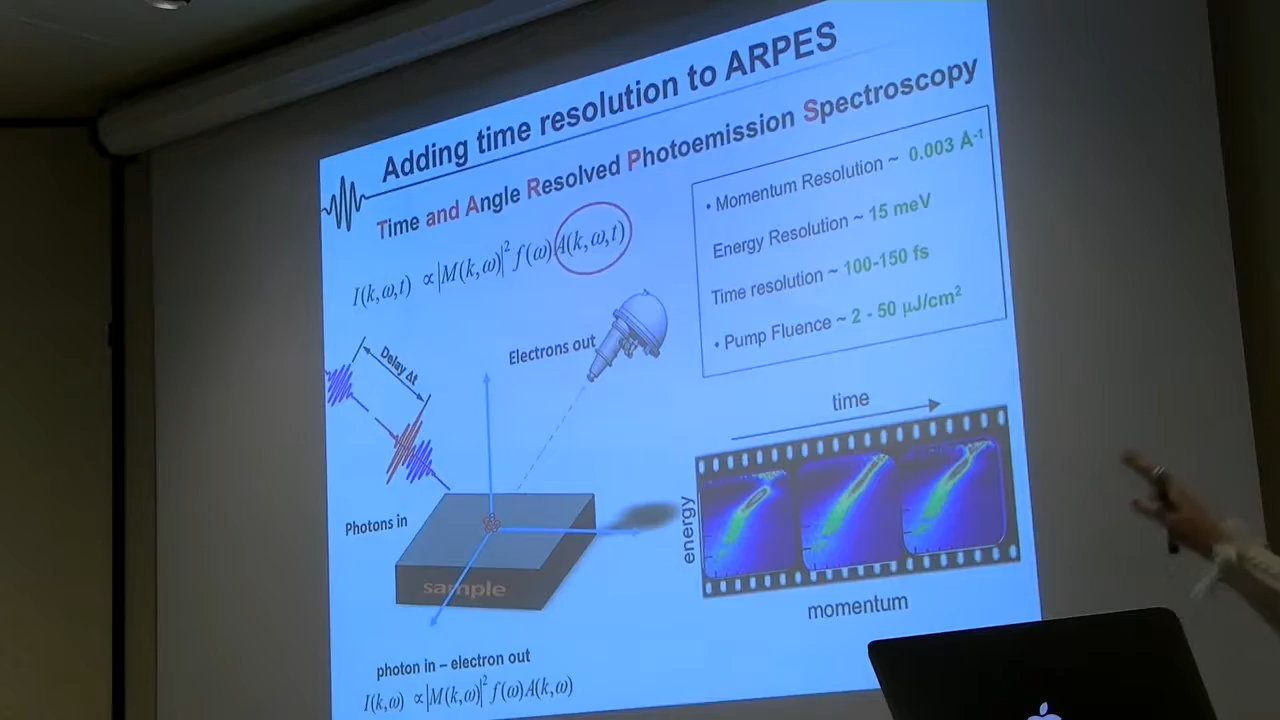 Adding time resolution to ARPES
Time and Angle Resolved Photoemission Spectroscopy
I(k,ω,t) ∝|M(k,ω)|² f(ω)A(k,ω,t)
• Momentum Resolution ~ 0.003 A⁻¹
Energy Resolution ~ 15 meV
Time resolution ~ 100-150 fs
• Pump Fluence ~ 2 - 50 μJ/cm²
Delay Δt
Electrons out
Photons in
sample
time
energy
momentum
photon in – electron out
I(k,ω) ∝|M(k,ω)|² f(ω)A(k,ω)